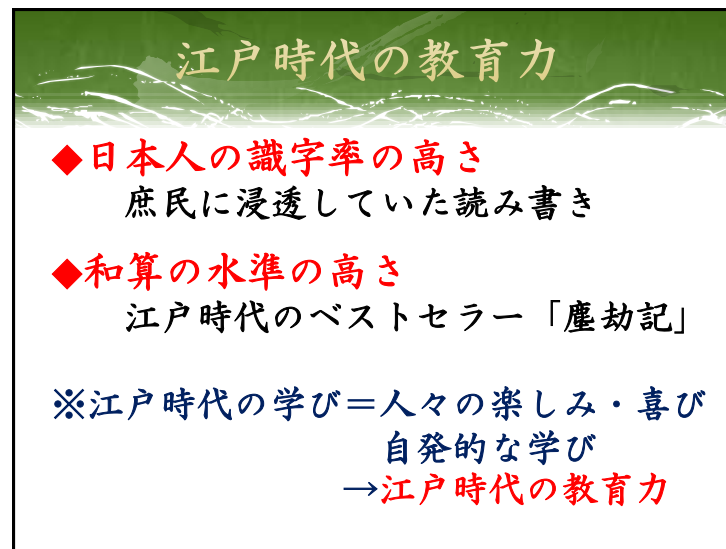 江戸時代の教育力
◆日本人の識字率の高さ
庶民に浸透していた読み書き
◆和算の水準の高さ
江戸時代のベストセラー「塵劫記」
※江戸時代の学び＝人々の楽しみ・喜び
自発的な学び
→江戸時代の教育力